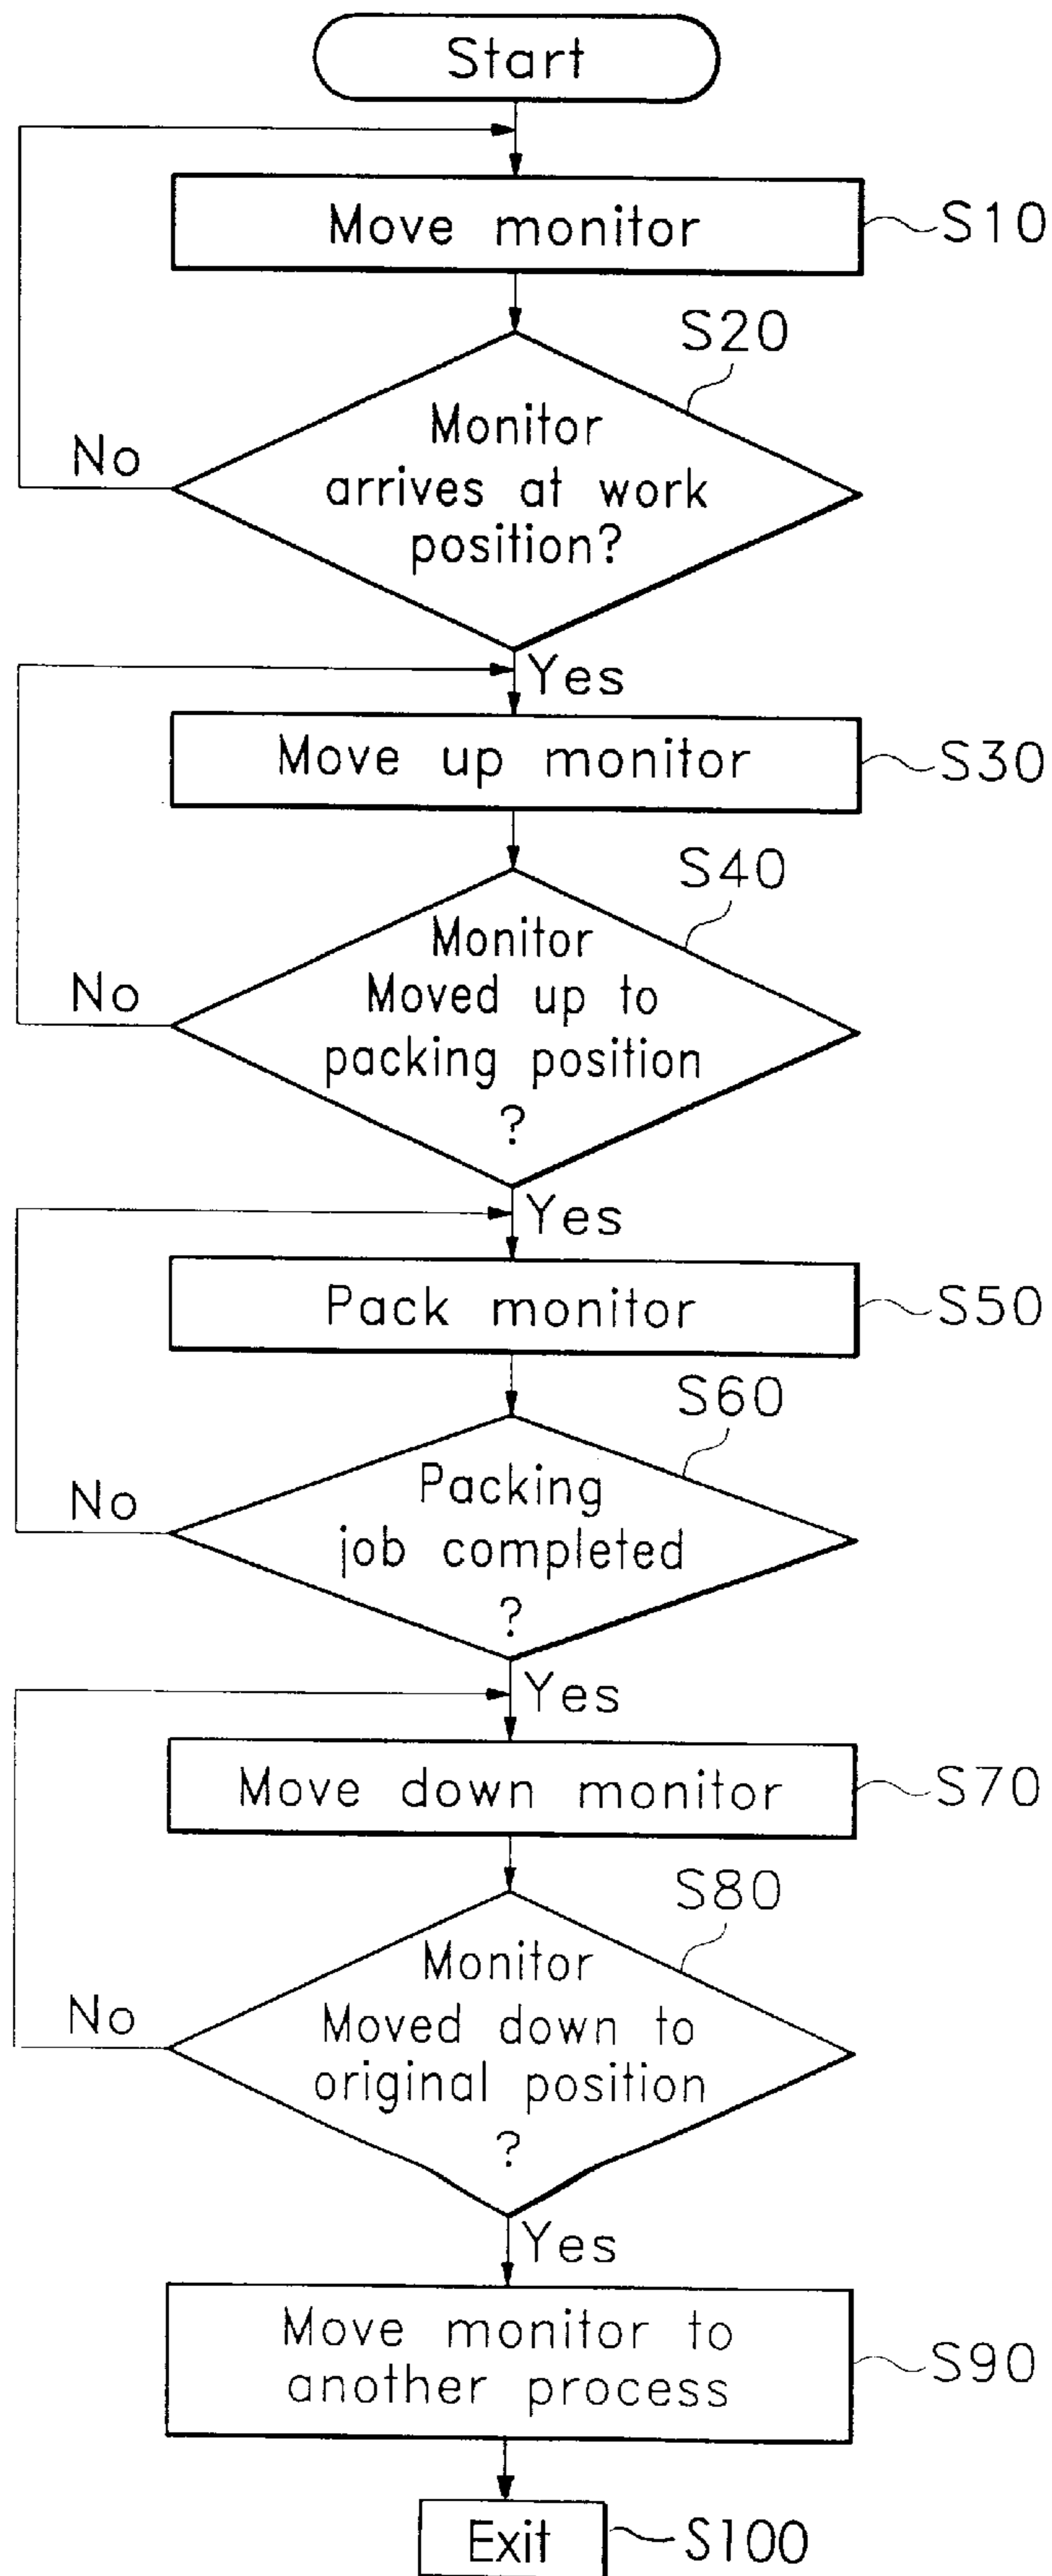 Start
Move monitor
S10
S20
Monitor
arrives at work
position?
No
Yes
Move up monitor
S30
S40
Monitor
Moved up to
packing position
?
No
Yes
Pack monitor
S50
S60
Packing
job completed
?
No
Yes
Move down monitor
S70
S80
Monitor
Moved down to
original position
?
No
Yes
Move monitor to
another process
S90
Exit
S100